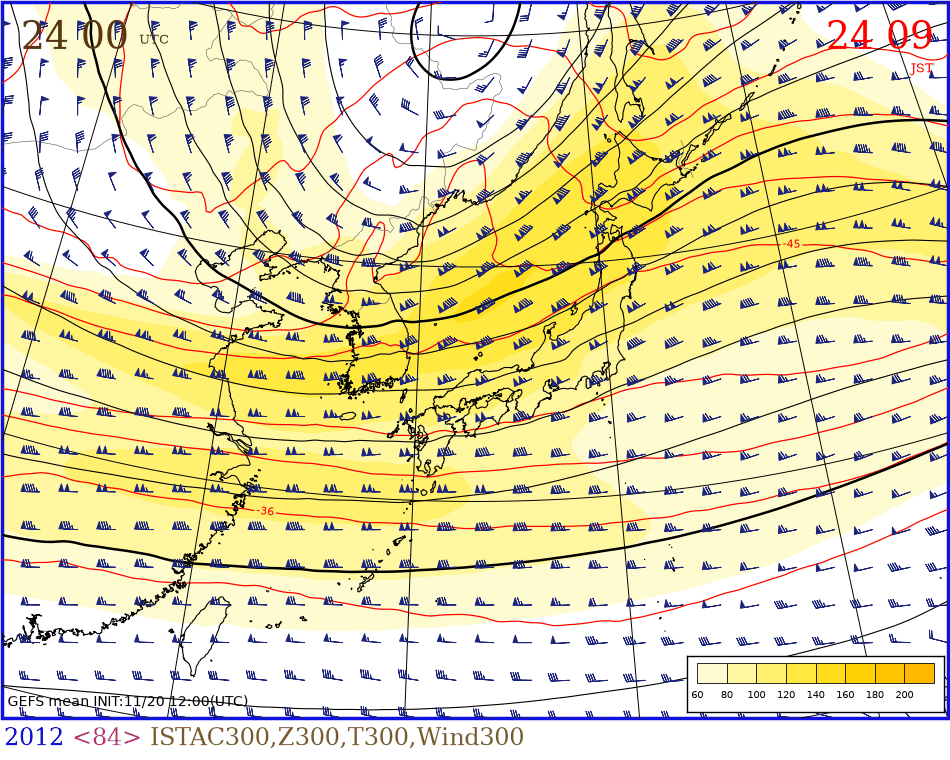 24 00 UTC
24 09
JST
-45
-36
60 80 100 120 140 160 180 200
GEFS mean INIT:11/20 12:00(UTC)
2012 <84> ISTAC300,Z300,T300,Wind300